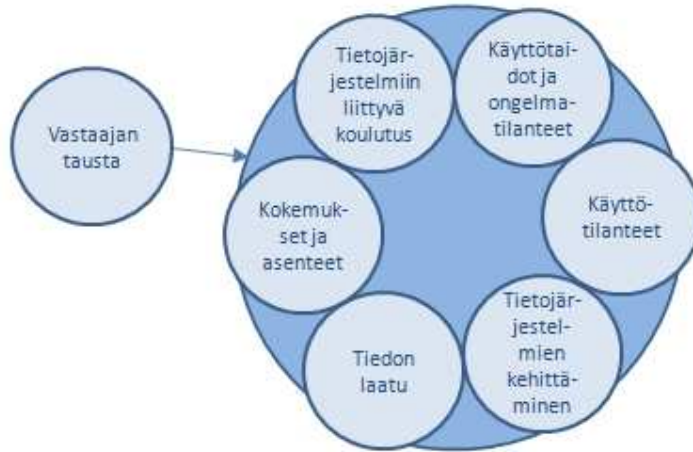 Vastaajan
tausta
Tietojär-
jestelmiin
liittyvä
koulutus
Käyttötai-
dot ja
ongelma-
tilanteet
Käyttö-
tilanteet
Tietojär-
jestel-
mien
kehittä-
minen
Tiedon
laatu
Kokemuk-
set ja
asenteet